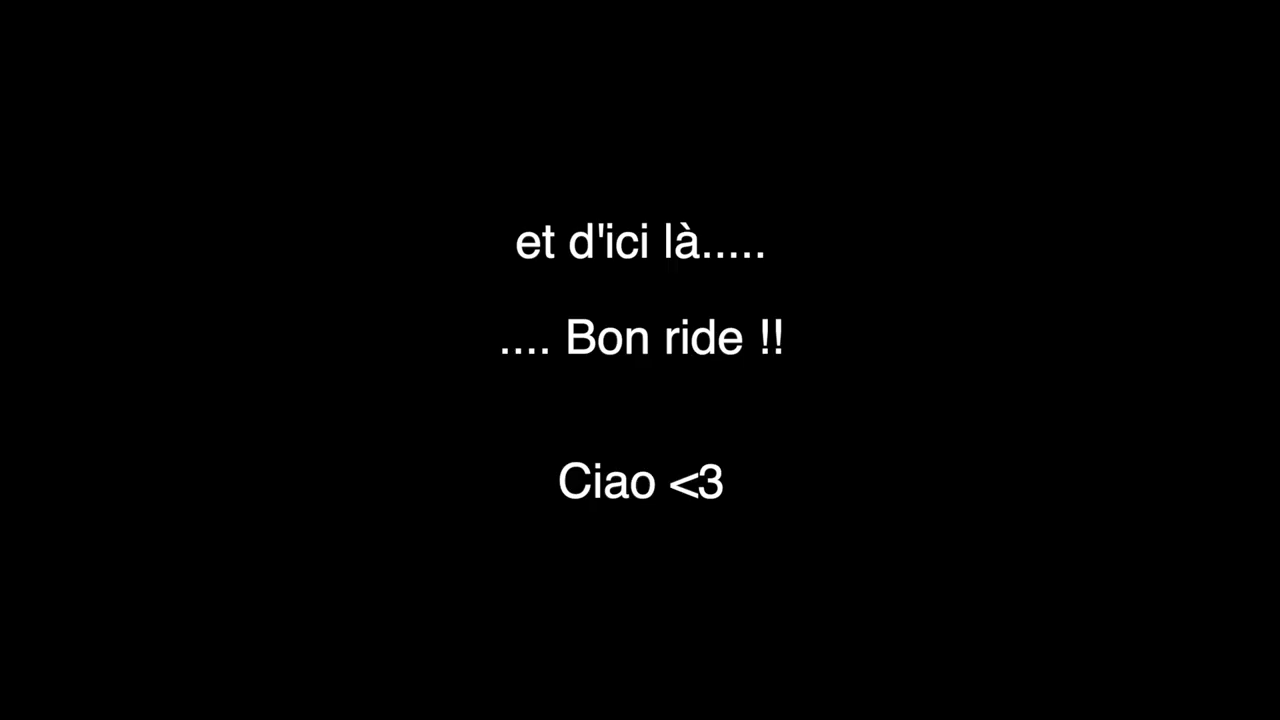 et d'ici là.....
.... Bon ride !!
Ciao <3